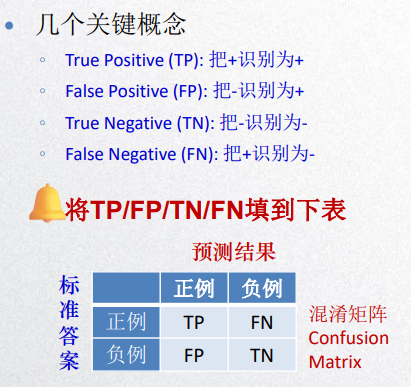 几个关键概念
True Positive (TP): 把+识别为+
False Positive (FP): 把-识别为+
True Negative (TN): 把-识别为-
False Negative (FN): 把+识别为-
将TP/FP/TN/FN填到下表
预测结果
标准答案
正例 负例
正例 TP FN
负例 FP TN
混淆矩阵
Confusion
Matrix